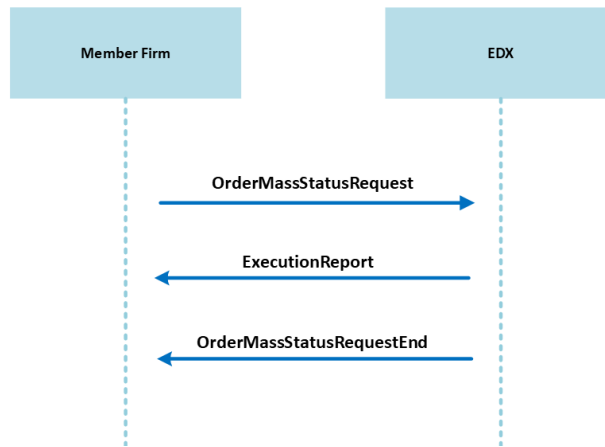 Member Firm
EDX
OrderMassStatusRequest
ExecutionReport
OrderMassStatusRequestEnd